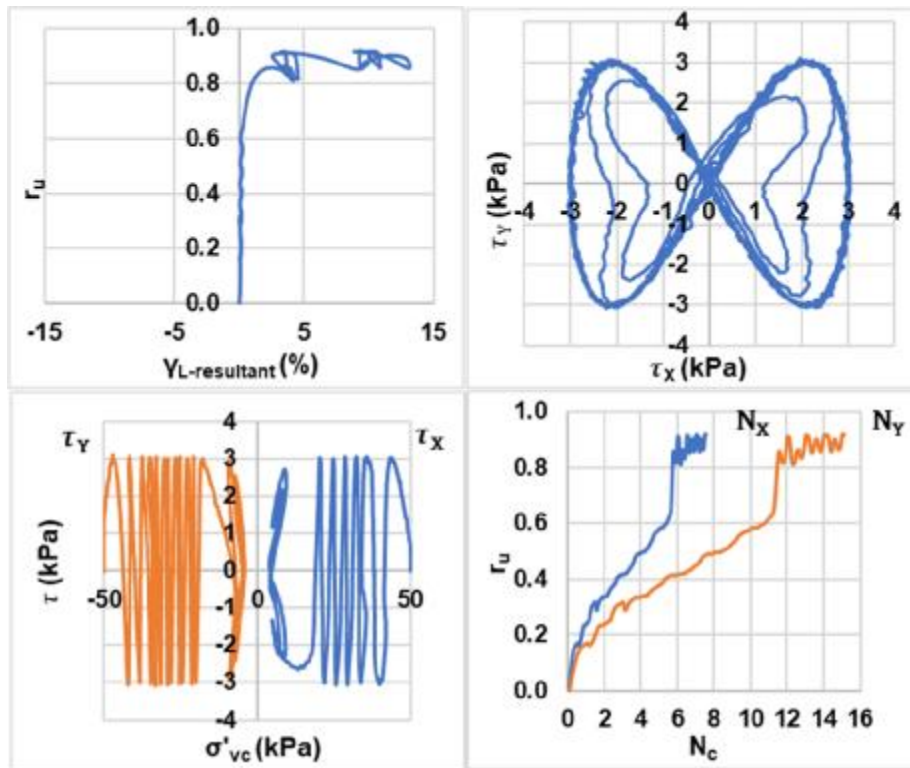 1.0
0.8
0.6
0.4
0.2
0.0
r_u
-15 -5 5 15
γ_L-resultant (%)
4
3
2
1
0
-1
-2
-3
-4
τ_Y (kPa)
-4 -3 -2 -1 0 1 2 3 4
τ_X (kPa)
τ_Y τ_X
4
3
2
1
0
-1
-2
-3
-4
τ (kPa)
-50 0 50
σ'_vc (kPa)
N_X N_Y
1.0
0.8
0.6
0.4
0.2
0.0
r_u
0 2 4 6 8 10 12 14 16
N_c